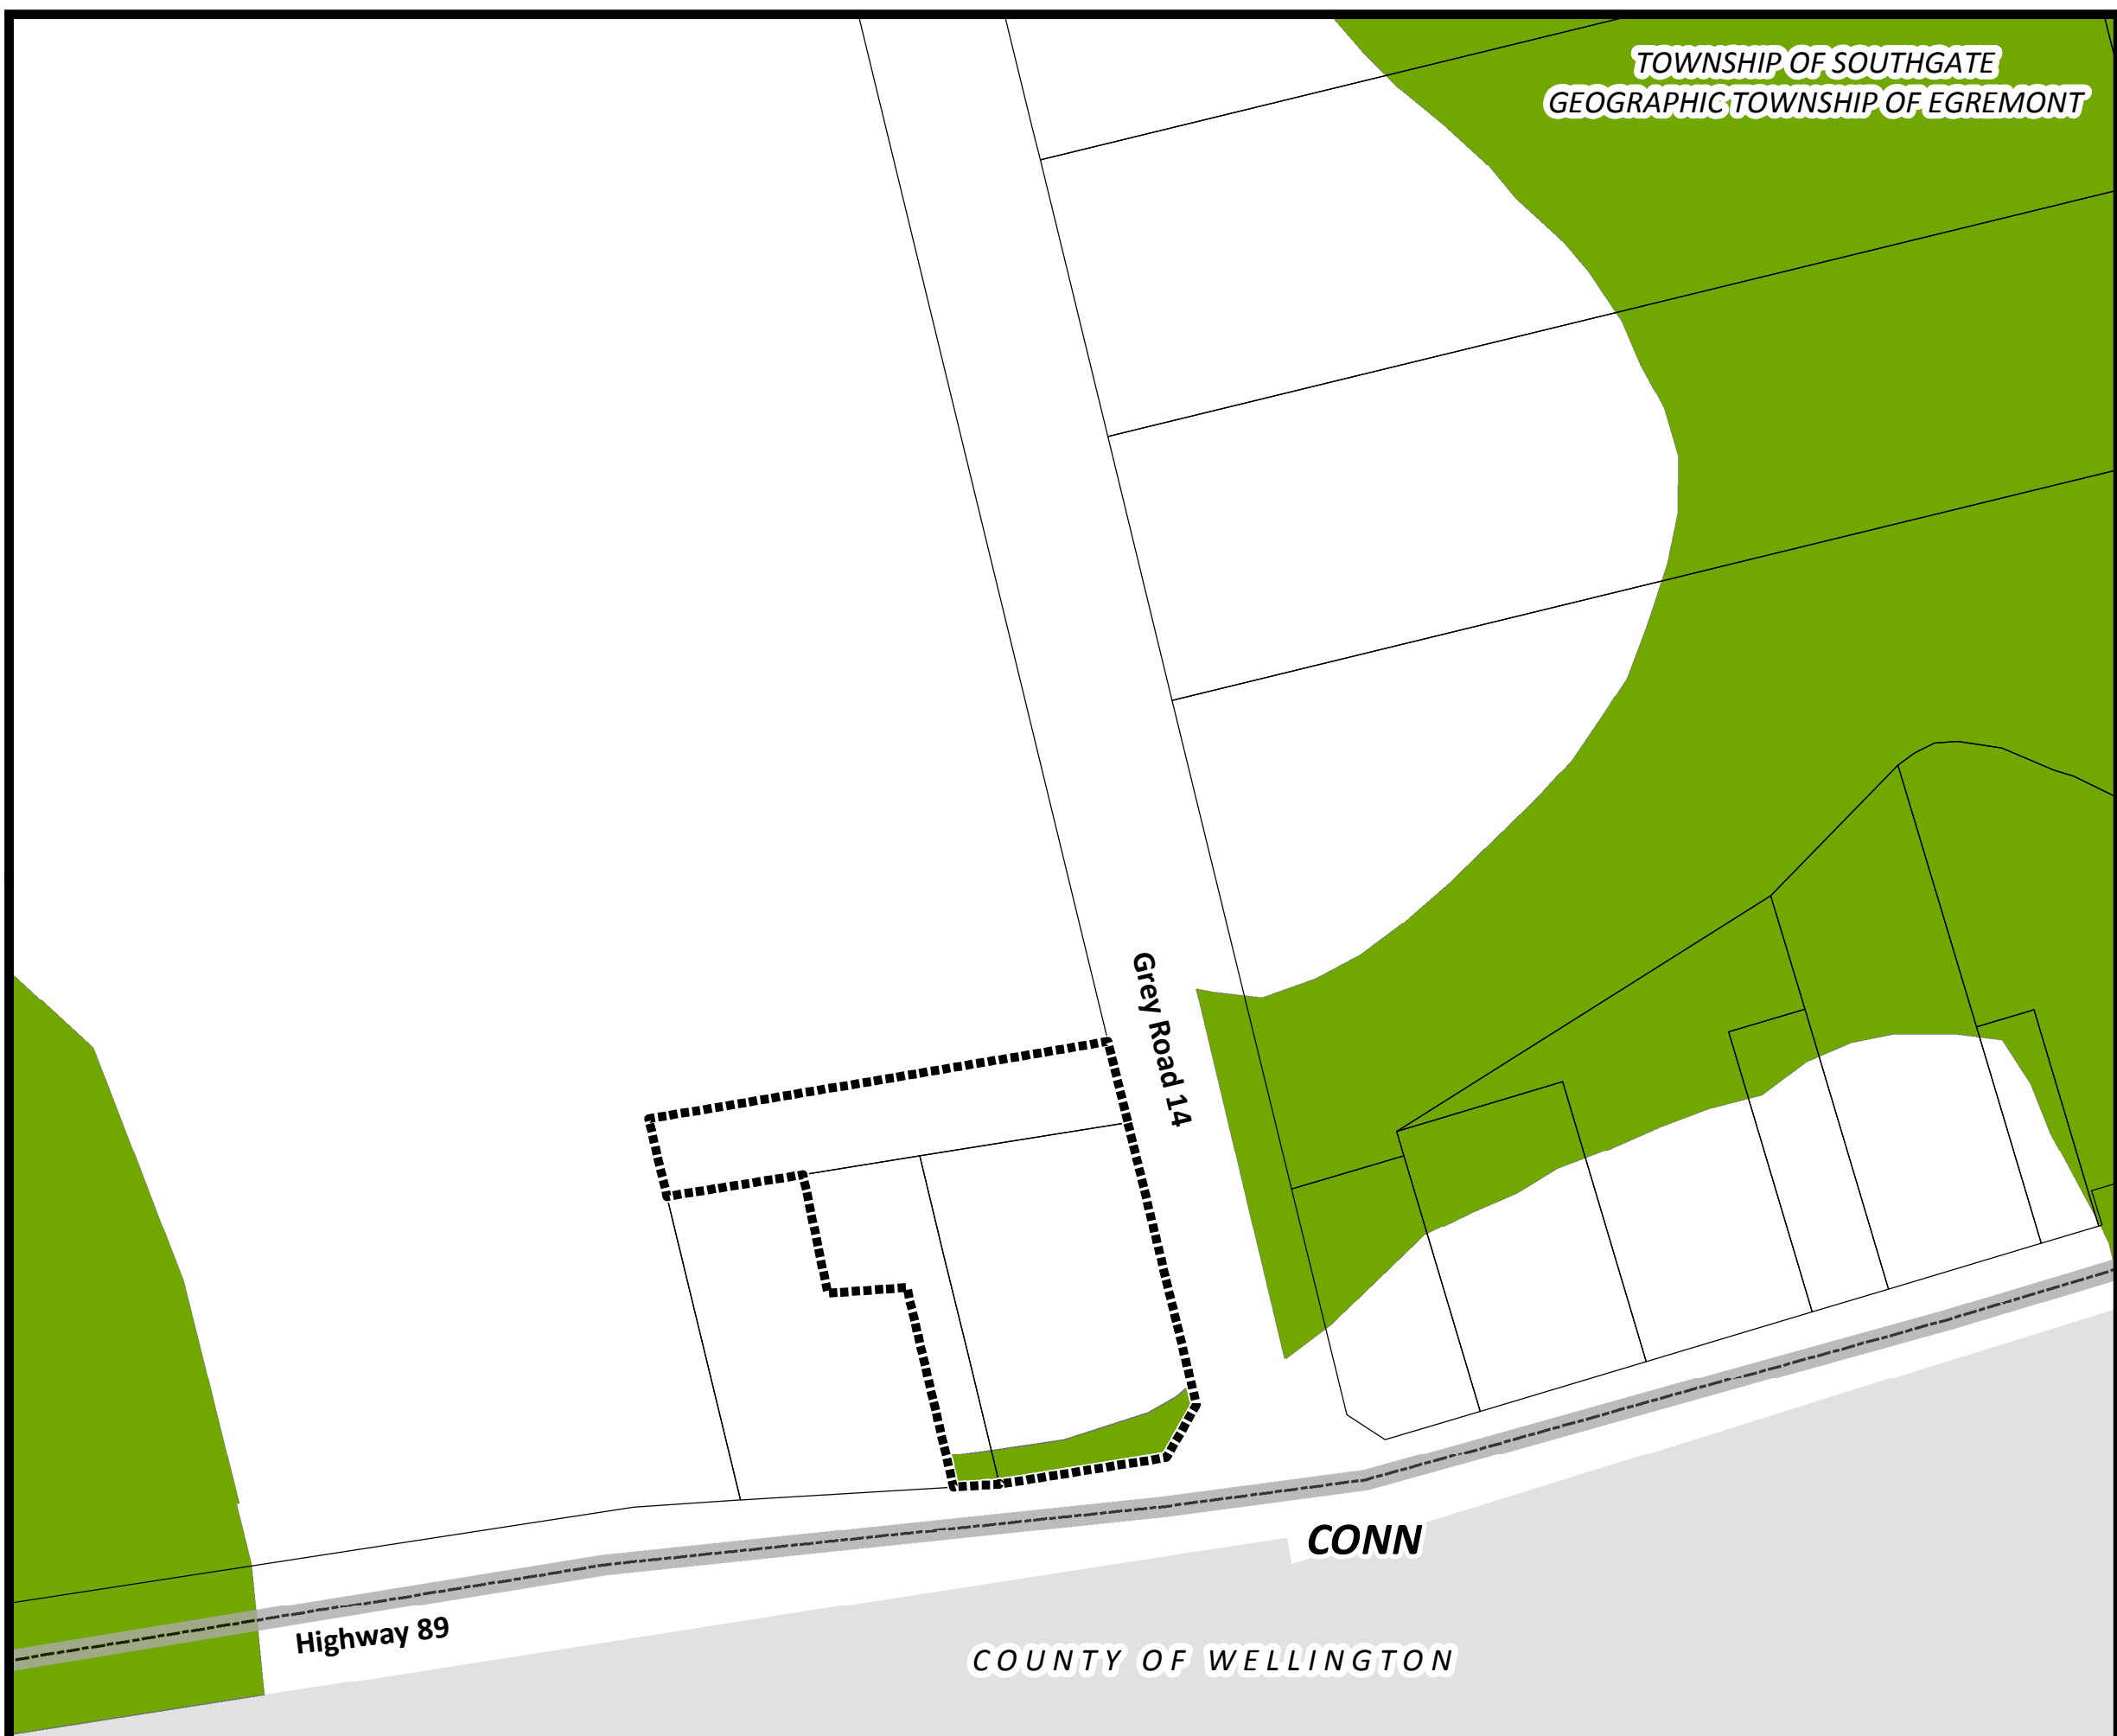 TOWNSHIP OF SOUTHGATE
GEOGRAPHIC TOWNSHIP OF EGREMONT
Grey Road 14
CONN
Highway 89
COUNTY OF WELLINGTON